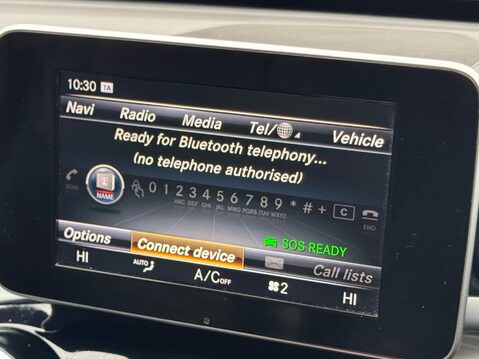 10:30 TA
Navi Radio Media Tel/ Vehicle
Ready for Bluetooth telephony...
(no telephone authorised)
SEND NAME 0 1 2 3 4 5 6 7 8 9 * # + C END
ABC DEF GHI JKL MNO PQRS TUV WXYZ
SOS READY
Options Connect device Call lists
HI AUTO A/C OFF 2 HI